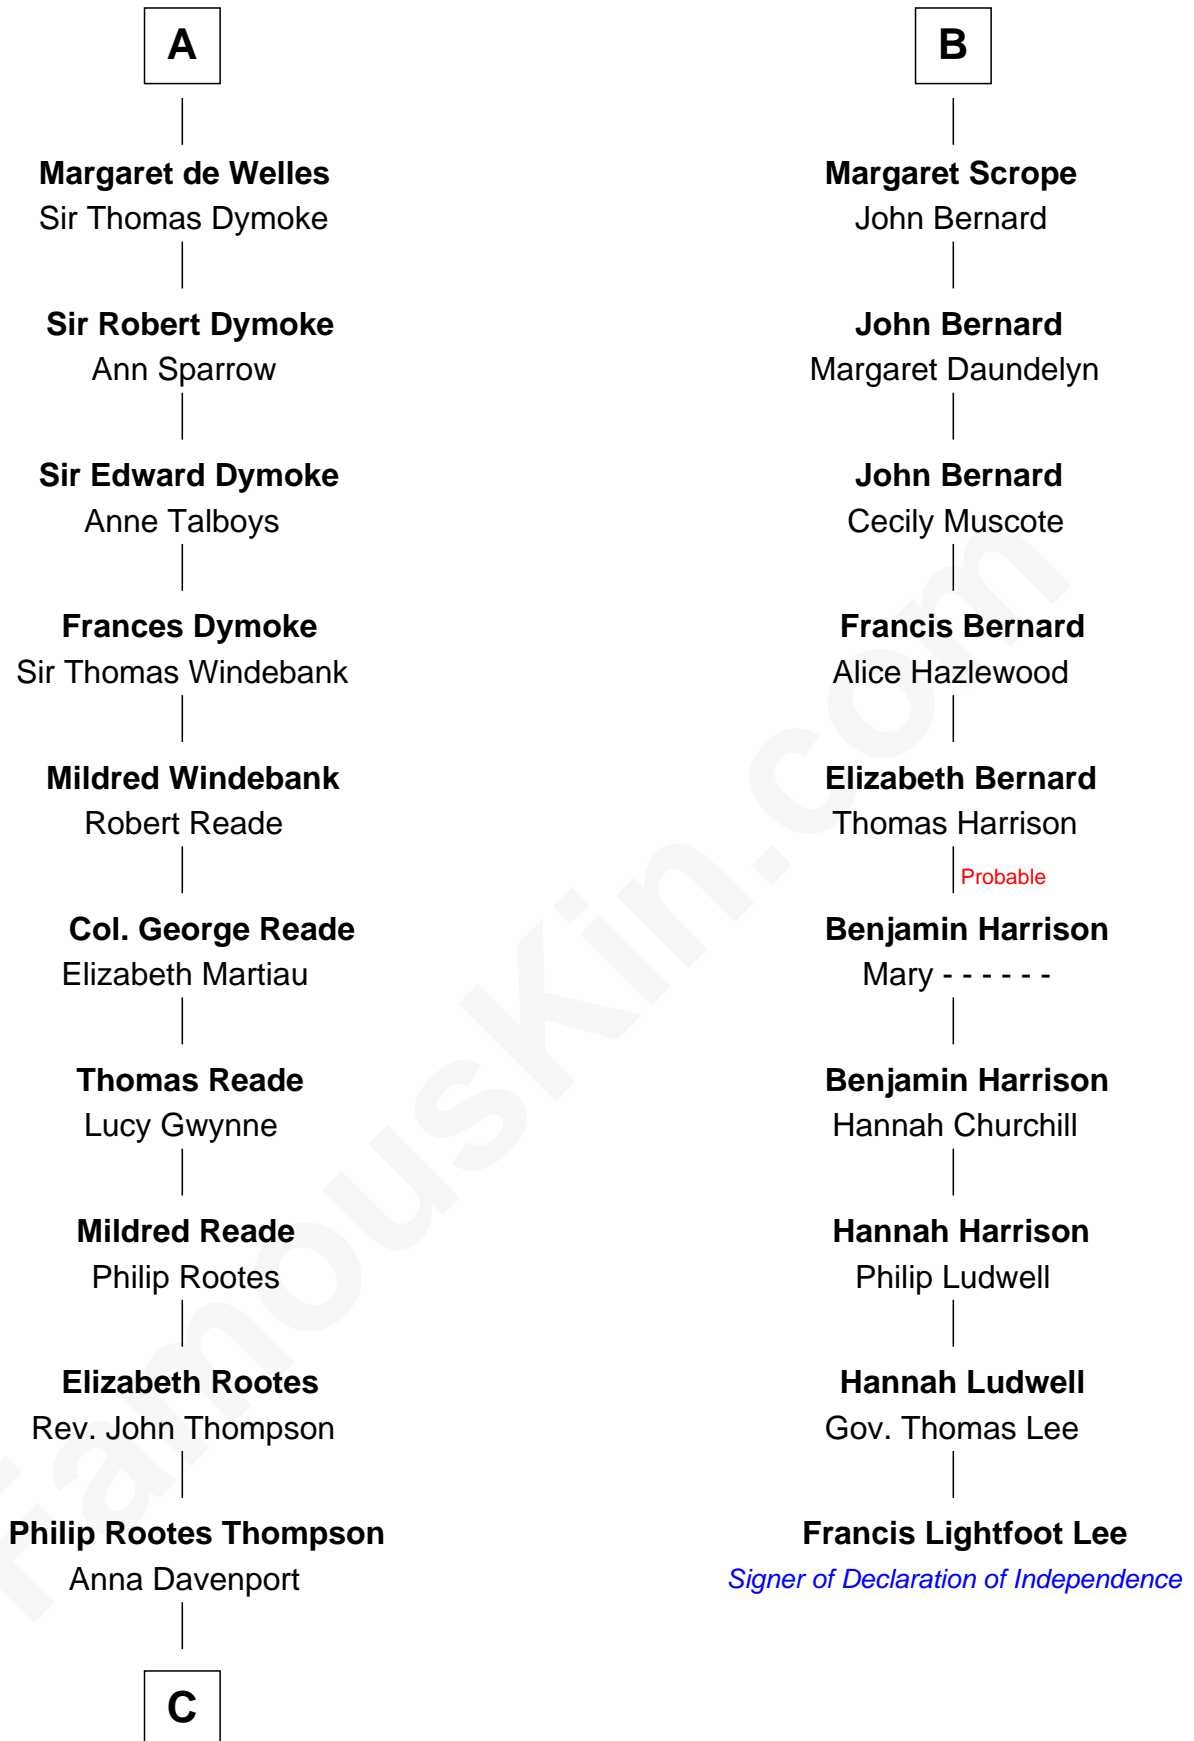 A
Margaret de Welles
Sir Thomas Dymoke
Sir Robert Dymoke
Ann Sparrow
Sir Edward Dymoke
Anne Talboys
Frances Dymoke
Sir Thomas Windebank
Mildred Windebank
Robert Reade
Col. George Reade
Elizabeth Martiau
Thomas Reade
Lucy Gwynne
Mildred Reade
Philip Rootes
Elizabeth Rootes
Rev. John Thompson
Philip Rootes Thompson
Anna Davenport
C
B
Margaret Scrope
John Bernard
John Bernard
Margaret Daundelyn
John Bernard
Cecily Muscote
Francis Bernard
Alice Hazlewood
Elizabeth Bernard
Thomas Harrison
Probable
Benjamin Harrison
Mary - - - - - -
Benjamin Harrison
Hannah Churchill
Hannah Harrison
Philip Ludwell
Hannah Ludwell
Gov. Thomas Lee
Francis Lightfoot Lee
Signer of Declaration of Independence
FamousKin.com